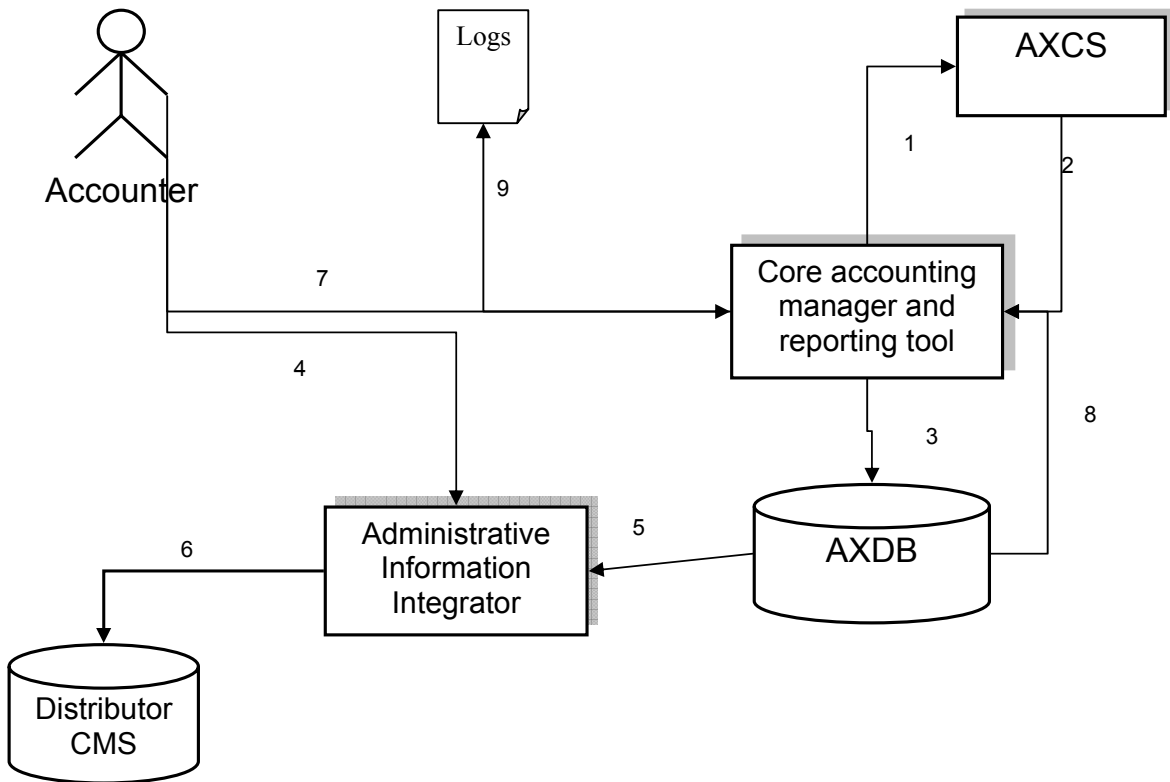 Logs
AXCS
1
2
Accounter
9
7
Core accounting
manager and
reporting tool
4
3
8
5
Administrative
Information
Integrator
AXDB
6
Distributor
CMS